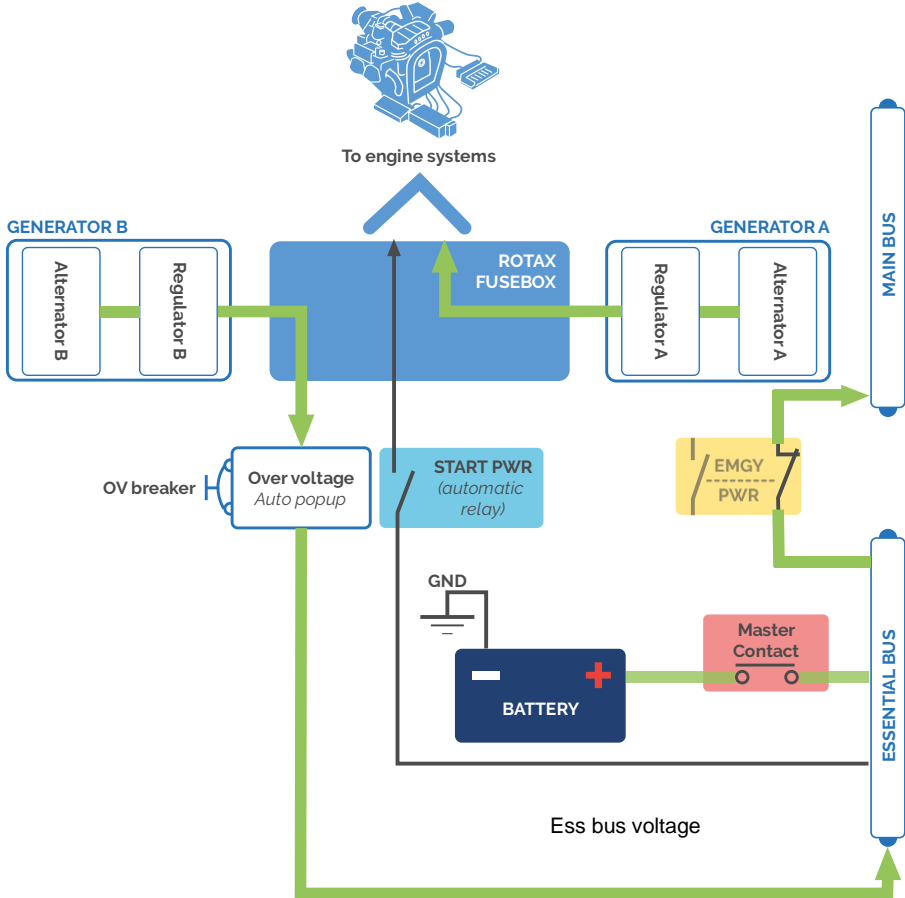 To engine systems
GENERATOR B
GENERATOR A
Alternator B
Regulator B
ROTAX
FUSEBOX
Regulator A
Alternator A
MAIN BUS
OV breaker
Over voltage
Auto popup
START PWR
(automatic
relay)
EMGY
PWR
GND
Master
Contact
BATTERY
ESSENTIAL BUS
Ess bus voltage